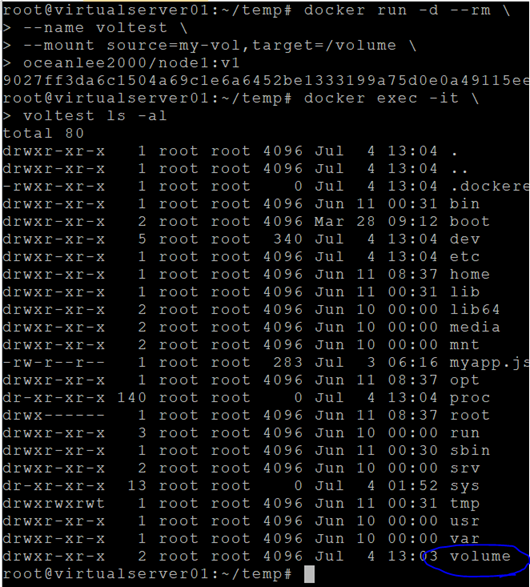 root@virtualserver01:~/temp# docker run -d --rm \
> --name voltest \
> --mount source=my-vol,target=/volume \
> oceanlee2000/node1:v1
9027ff3da6c1504a69c1e6a6452be1333199a75d0e0a49115ee
root@virtualserver01:~/temp# docker exec -it \
> voltest ls -al
total 80
drwxr-xr-x 1 root root 4096 Jul 4 13:04 .
drwxr-xr-x 1 root root 4096 Jul 4 13:04 ..
-rwxr-xr-x 1 root root 0 Jul 4 13:04 .dockere
drwxr-xr-x 1 root root 4096 Jun 11 00:31 bin
drwxr-xr-x 2 root root 4096 Mar 28 09:12 boot
drwxr-xr-x 5 root root 340 Jul 4 13:04 dev
drwxr-xr-x 1 root root 4096 Jul 4 13:04 etc
drwxr-xr-x 1 root root 4096 Jun 11 08:37 home
drwxr-xr-x 1 root root 4096 Jun 11 00:31 lib
drwxr-xr-x 2 root root 4096 Jun 10 00:00 lib64
drwxr-xr-x 2 root root 4096 Jun 10 00:00 media
drwxr-xr-x 2 root root 4096 Jun 10 00:00 mnt
-rw-r--r-- 1 root root 283 Jul 3 06:16 myapp.js
drwxr-xr-x 1 root root 4096 Jun 11 08:37 opt
dr-xr-xr-x 140 root root 0 Jul 4 13:04 proc
drwx------ 1 root root 4096 Jun 11 08:37 root
drwxr-xr-x 3 root root 4096 Jun 10 00:00 run
drwxr-xr-x 1 root root 4096 Jun 11 00:30 sbin
drwxr-xr-x 2 root root 4096 Jun 10 00:00 srv
dr-xr-xr-x 13 root root 0 Jul 4 01:52 sys
drwxrwxrwt 1 root root 4096 Jun 11 00:31 tmp
drwxr-xr-x 1 root root 4096 Jun 10 00:00 usr
drwxr-xr-x 1 root root 4096 Jun 10 00:00 var
drwxr-xr-x 2 root root 4096 Jul 4 13:03 volume
root@virtualserver01:~/temp#